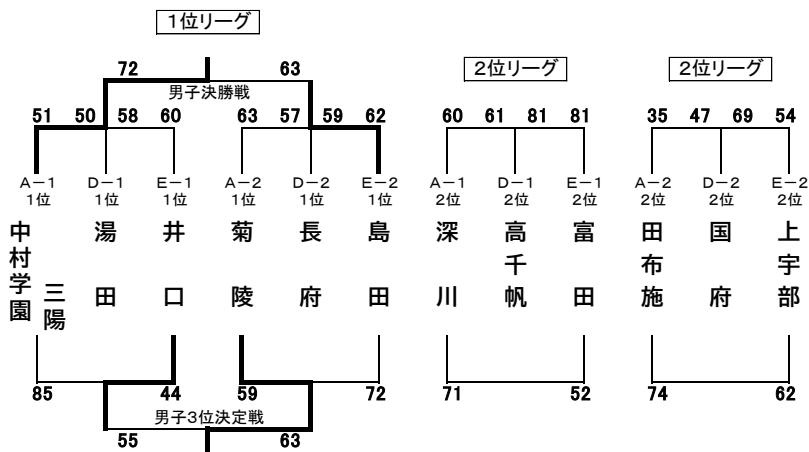 1位リーグ
72 63 2位リーグ 2位リーグ
男子決勝戦
51 50 58 60 63 57 59 62 60 61 81 81 35 47 69 54
A-1 D-1 E-1 A-2 D-2 E-2 A-1 D-1 E-1 A-2 D-2 E-2
1位 1位 1位 1位 1位 1位 2位 2位 2位 2位 2位 2位
中村学園三陽 湯田 井口 菊陵 長府 島田 深川 高千帆 富田 田布施 国府 上宇部
85 44 59 72 71 52 74 62
男子3位決定戦
55 63